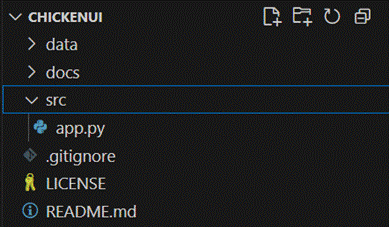 CHICKENUI
data
docs
src
app.py
.gitignore
LICENSE
README.md